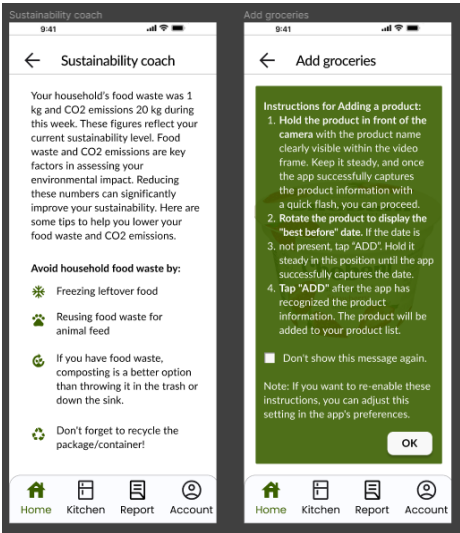 Sustainability coach
9:41
Sustainability coach
Your household's food waste was 1
kg and CO2 emissions 20 kg during
this week. These figures reflect your
current sustainability level. Food
waste and CO2 emissions are key
factors in assessing your
environmental impact. Reducing
these numbers can significantly
improve your sustainability. Here are
some tips to help you lower your
food waste and CO2 emissions.
Avoid household food waste by:
Freezing leftover food
Reusing food waste for
animal feed
If you have food waste,
composting is a better option
than throwing it in the trash or
down the sink.
Don't forget to recycle the
package/container!
Home Kitchen Report Account
Add groceries
9:41
Add groceries
Instructions for Adding a product:
1. Hold the product in front of the
camera with the product name
clearly visible within the video
frame. Keep it steady, and once
the app successfully captures
the product information with
a quick flash, you can proceed.
2. Rotate the product to display the
"best before" date. If the date is
3. not present, tap "ADD". Hold it
steady in this position until the app
successfully captures the date.
4. Tap "ADD" after the app has
recognized the product
information. The product will be
added to your product list.
Don't show this message again.
Note: If you want to re-enable these
instructions, you can adjust this
setting in the app's preferences.
OK
Home Kitchen Report Account